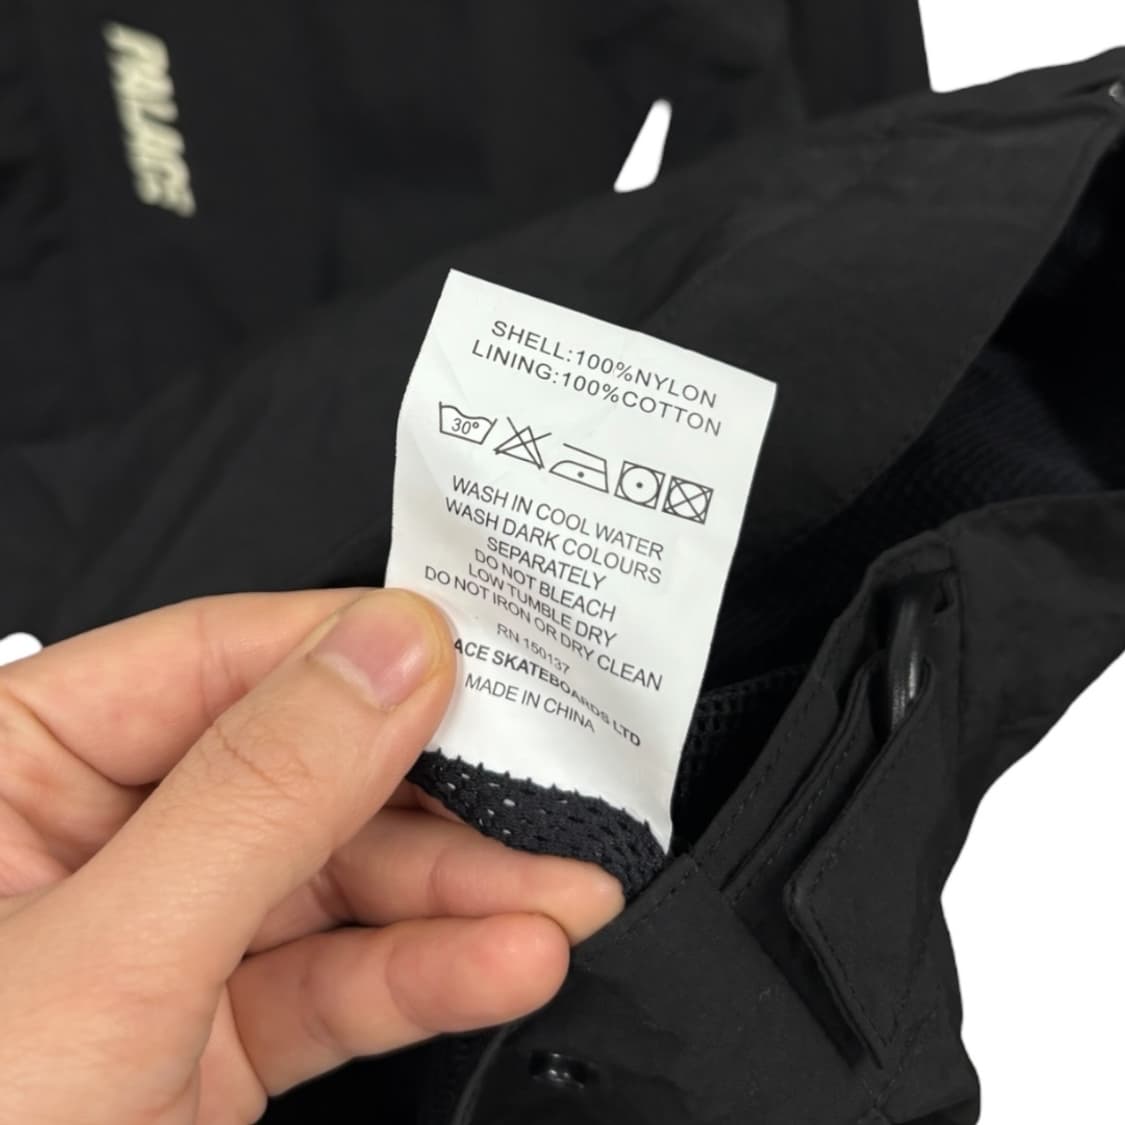 PALACE
SHELL:100%NYLON
LINING:100%COTTON
30°
WASH IN COOL WATER
WASH DARK COLOURS
SEPARATELY
DO NOT BLEACH
LOW TUMBLE DRY
DO NOT IRON OR DRY CLEAN
RN 150137
ACE SKATEBOARDS LTD
MADE IN CHINA